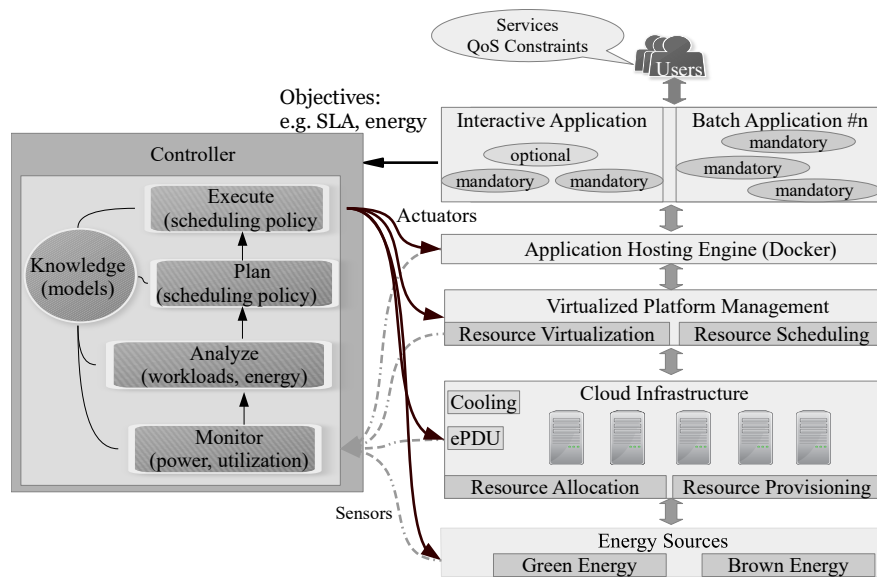 Services
QoS Constraints
Users
Objectives:
e.g. SLA, energy
Interactive Application
optional
mandatory
mandatory
Batch Application #n
mandatory
mandatory
mandatory
Controller
Execute
(scheduling policy
Knowledge
(models)
Plan
(scheduling policy)
Analyze
(workloads, energy)
Monitor
(power, utilization)
Actuators
Sensors
Application Hosting Engine (Docker)
Virtualized Platform Management
Resource Virtualization
Resource Scheduling
Cloud Infrastructure
Cooling
ePDU
Resource Allocation
Resource Provisioning
Energy Sources
Green Energy
Brown Energy